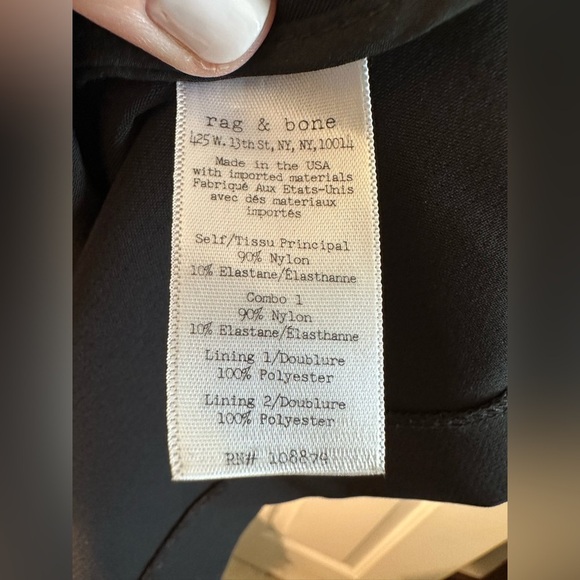 rag & bone
425 W. 13th St, NY, NY, 10014
Made in the USA
with imported materials
Fabriqué Aux Etats-Unis
avec dés materiaux
importés
Self/Tissu Principal
90% Nylon
10% Elastane/Élasthanne
Combo 1
90% Nylon
10% Elastane/Élasthanne
Lining 1/Doublure
100% Polyester
Lining 2/Doublure
100% Polyester
RN# 108874